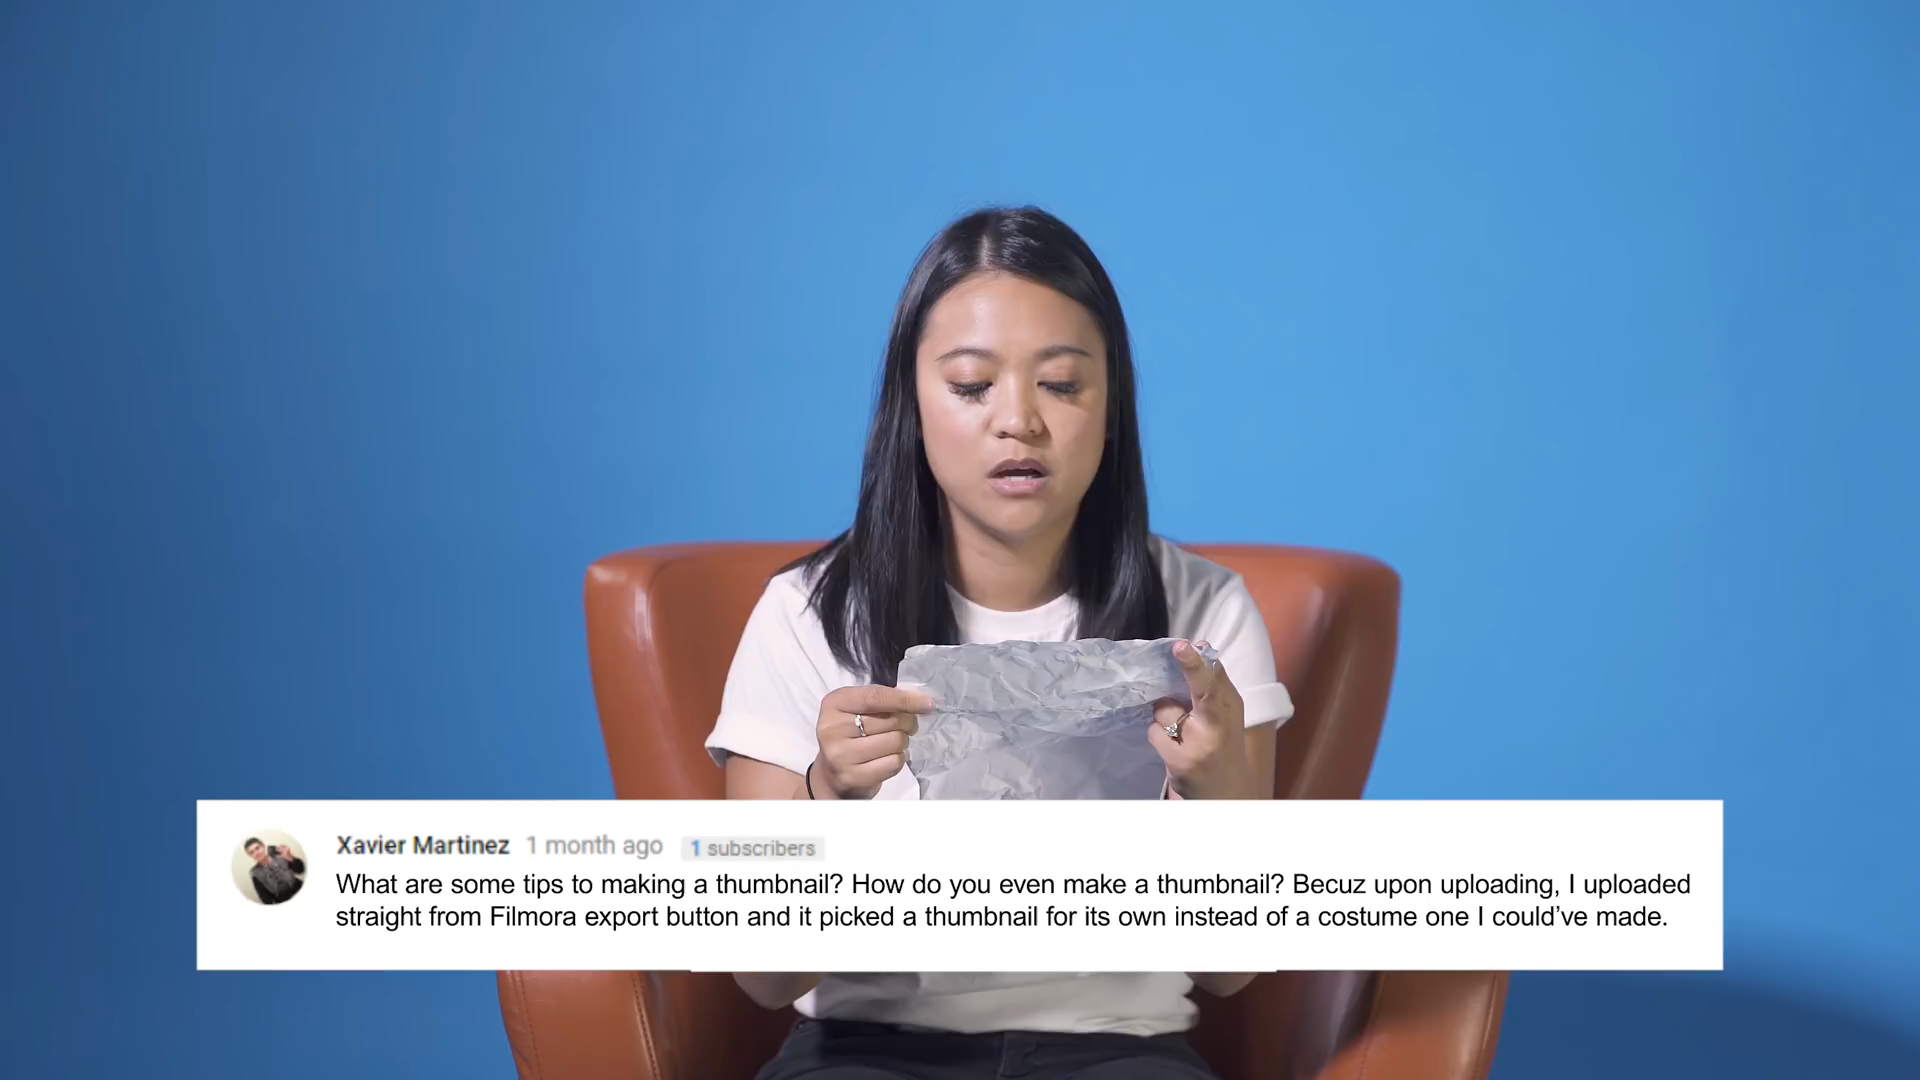 Xavier Martinez 1 month ago 1 subscribers
What are some tips to making a thumbnail? How do you even make a thumbnail? Becuz upon uploading, I uploaded
straight from Filmora export button and it picked a thumbnail for its own instead of a costume one I could’ve made.